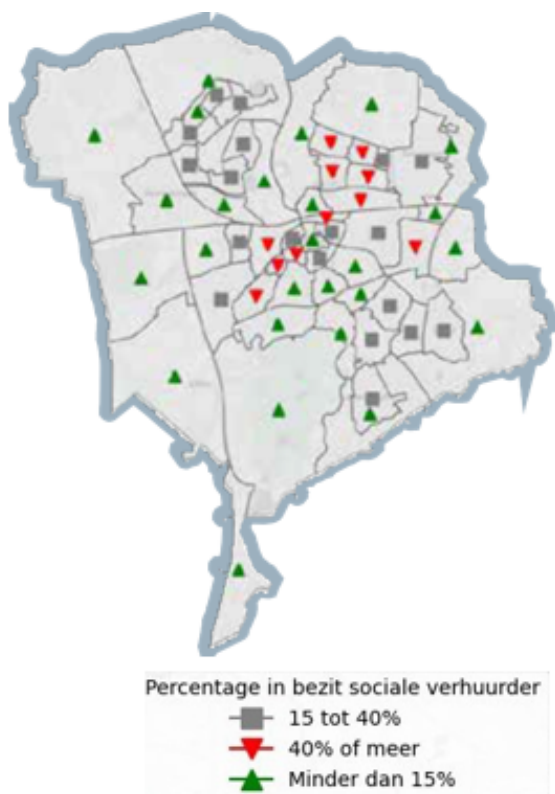 Percentage in bezit sociale verhuurder
15 tot 40%
40% of meer
Minder dan 15%